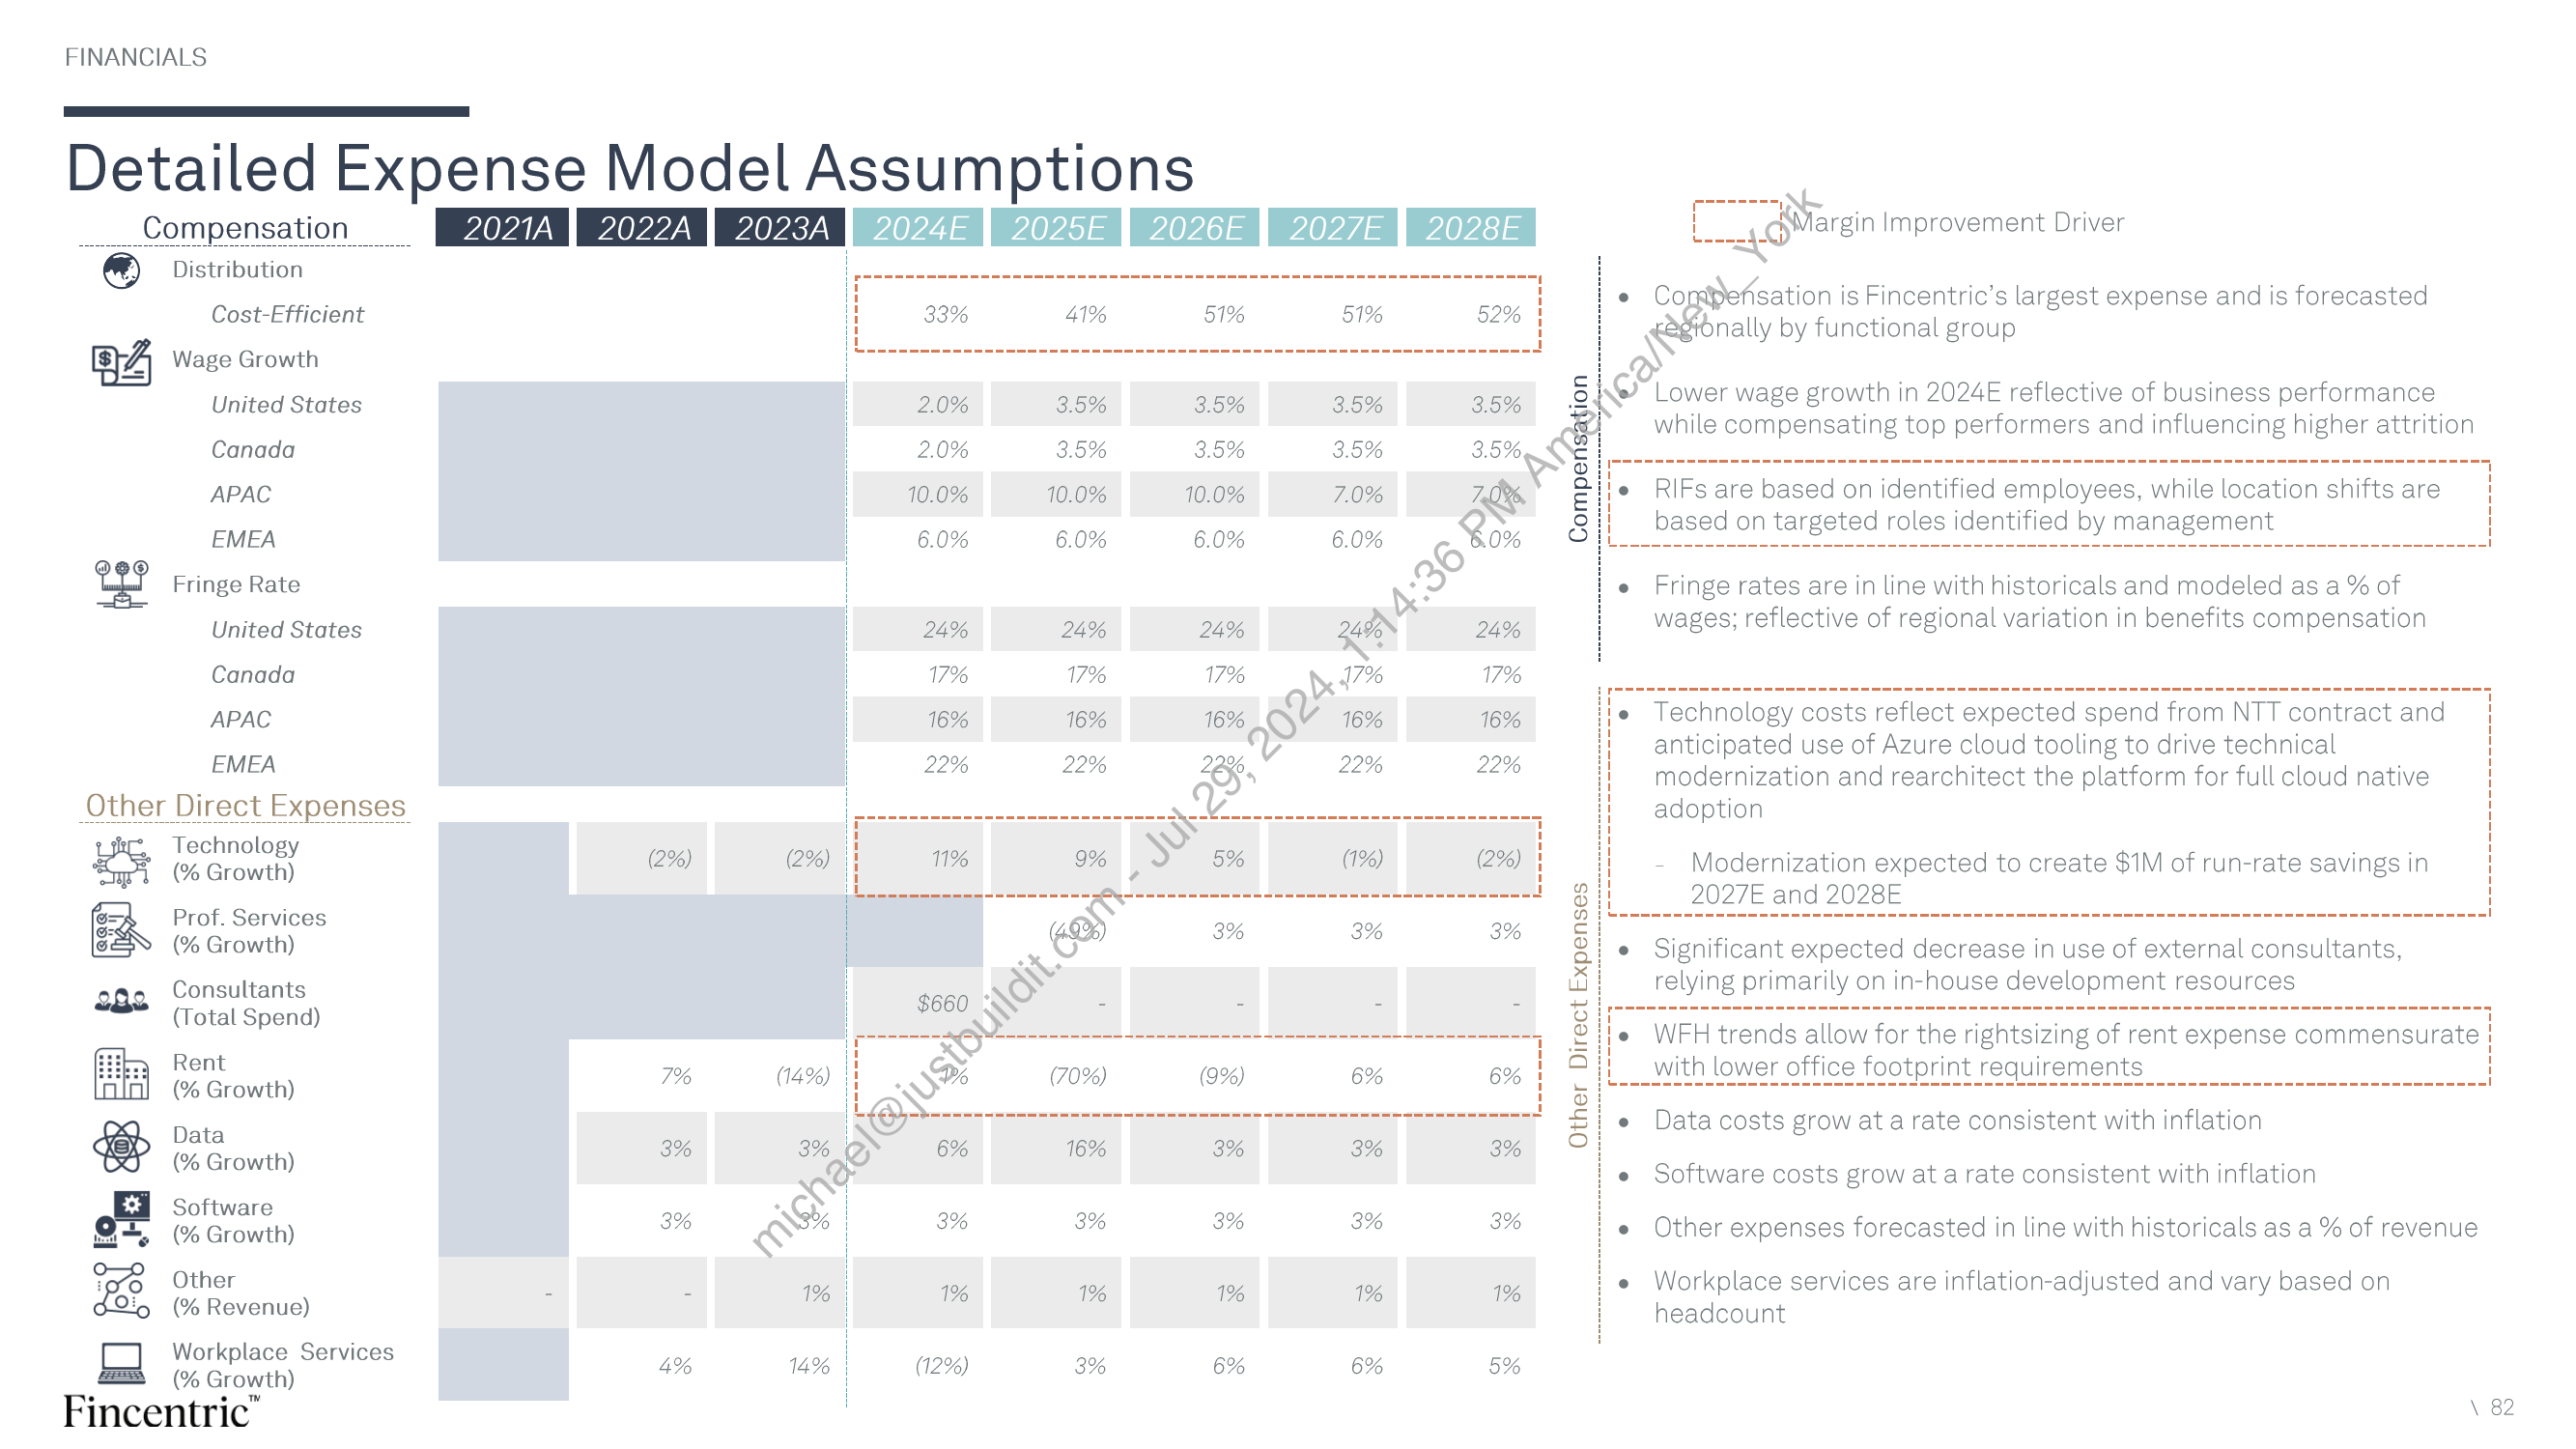 FINANCIALS
Detailed Expense Model Assumptions
Compensation 2021A 2022A 2023A 2024E 2025E 2026E 2027E 2028E
Distribution
Cost-Efficient 33% 41% 51% 51% 52%
Wage Growth
United States 2.0% 3.5% 3.5% 3.5% 3.5%
Canada 2.0% 3.5% 3.5% 3.5% 3.5%
APAC 10.0% 10.0% 10.0% 7.0% 7.0%
EMEA 6.0% 6.0% 6.0% 6.0% 6.0%
Fringe Rate
United States 24% 24% 24% 24% 24%
Canada 17% 17% 17% 17% 17%
APAC 16% 16% 16% 16% 16%
EMEA 22% 22% 22% 22% 22%
Other Direct Expenses
Technology
(% Growth) (2%) (2%) 11% 9% 5% (1%) (2%)
Prof. Services
(% Growth) (49%) 3% 3% 3%
Consultants
(Total Spend) $660 - - - -
Rent
(% Growth) 7% (14%) 1% (70%) (9%) 6% 6%
Data
(% Growth) 3% 3% 6% 16% 3% 3% 3%
Software
(% Growth) 3% 3% 3% 3% 3% 3% 3%
Other
(% Revenue) - - 1% 1% 1% 1% 1% 1%
Workplace Services
(% Growth) 4% 14% (12%) 3% 6% 6% 5%
Margin Improvement Driver
Compensation
• Compensation is Fincentric's largest expense and is forecasted
regionally by functional group
• Lower wage growth in 2024E reflective of business performance
while compensating top performers and influencing higher attrition
• RIFs are based on identified employees, while location shifts are
based on targeted roles identified by management
• Fringe rates are in line with historicals and modeled as a % of
wages; reflective of regional variation in benefits compensation
Other Direct Expenses
• Technology costs reflect expected spend from NTT contract and
anticipated use of Azure cloud tooling to drive technical
modernization and rearchitect the platform for full cloud native
adoption
- Modernization expected to create $1M of run-rate savings in
2027E and 2028E
• Significant expected decrease in use of external consultants,
relying primarily on in-house development resources
• WFH trends allow for the rightsizing of rent expense commensurate
with lower office footprint requirements
• Data costs grow at a rate consistent with inflation
• Software costs grow at a rate consistent with inflation
• Other expenses forecasted in line with historicals as a % of revenue
• Workplace services are inflation-adjusted and vary based on
headcount
michael@justbuildit.com - Jul 29, 2024, 1:14:36 PM America/New_York
Fincentric™
\ 82